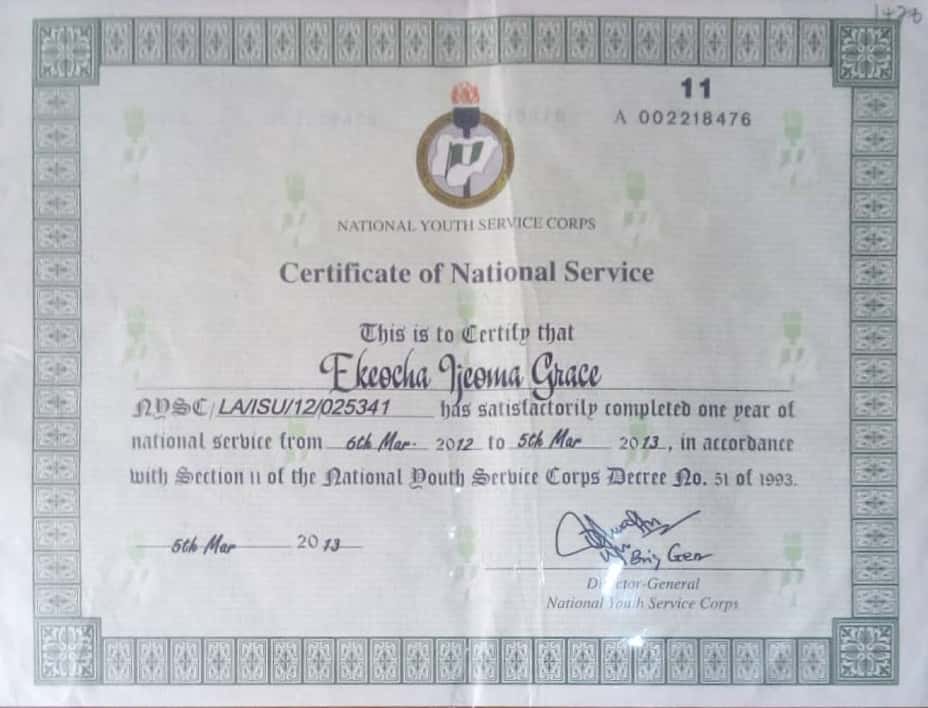 1428
11
A 002218476
NATIONAL YOUTH SERVICE CORPS
Certificate of National Service
This is to Certify that
Ekeocha Ijeoma Grace
NYSC/LA/ISU/12/025341 has satisfactorily completed one year of
national service from 6th Mar. 2012 to 5th Mar 2013, in accordance
with Section 11 of the National Youth Service Corps Decree No. 51 of 1993.
5th Mar 2013
Brig Gen
Director-General
National Youth Service Corps